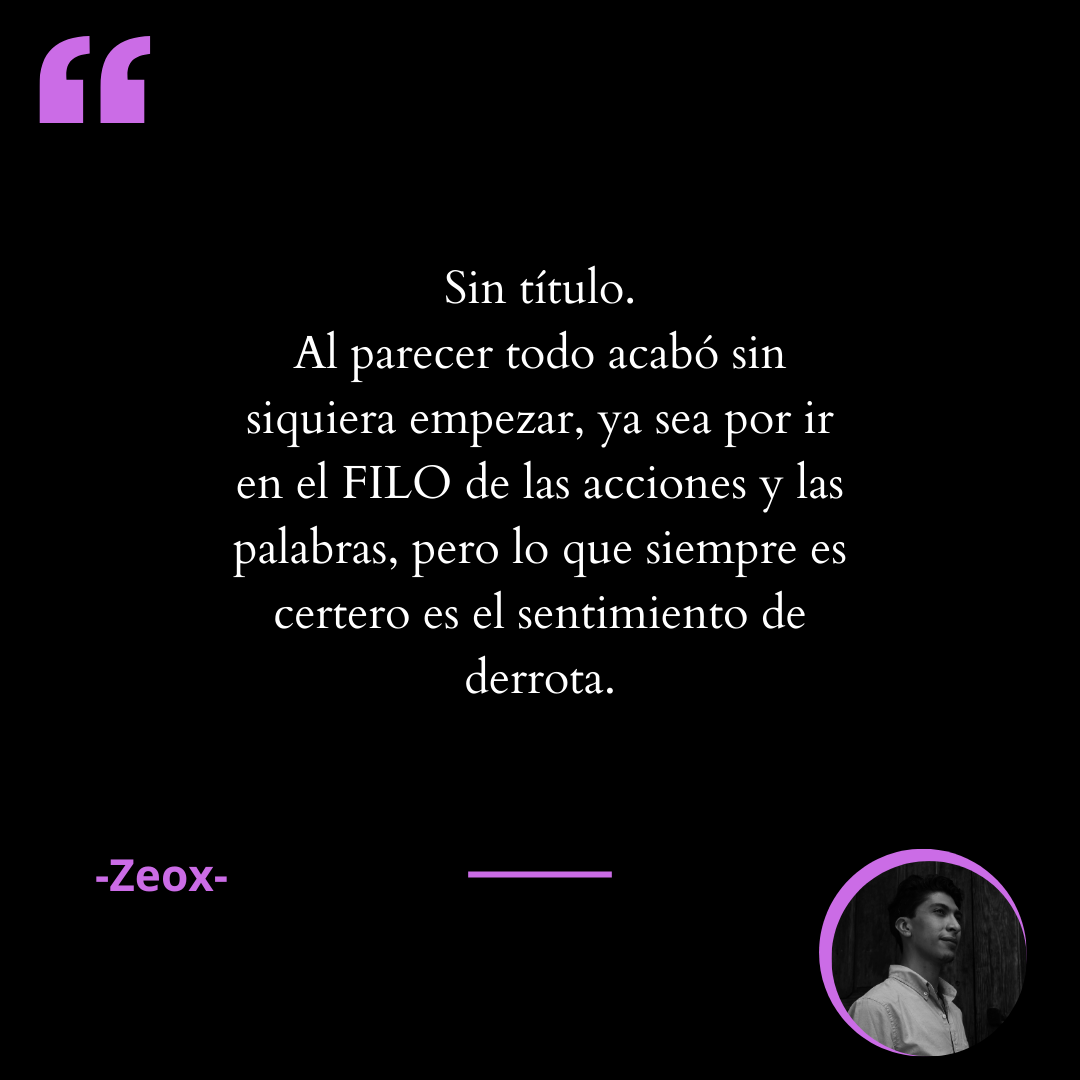 “
Sin título.
Al parecer todo acabó sin
siquiera empezar, ya sea por ir
en el FILO de las acciones y las
palabras, pero lo que siempre es
certero es el sentimiento de
derrota.
-Zeox-